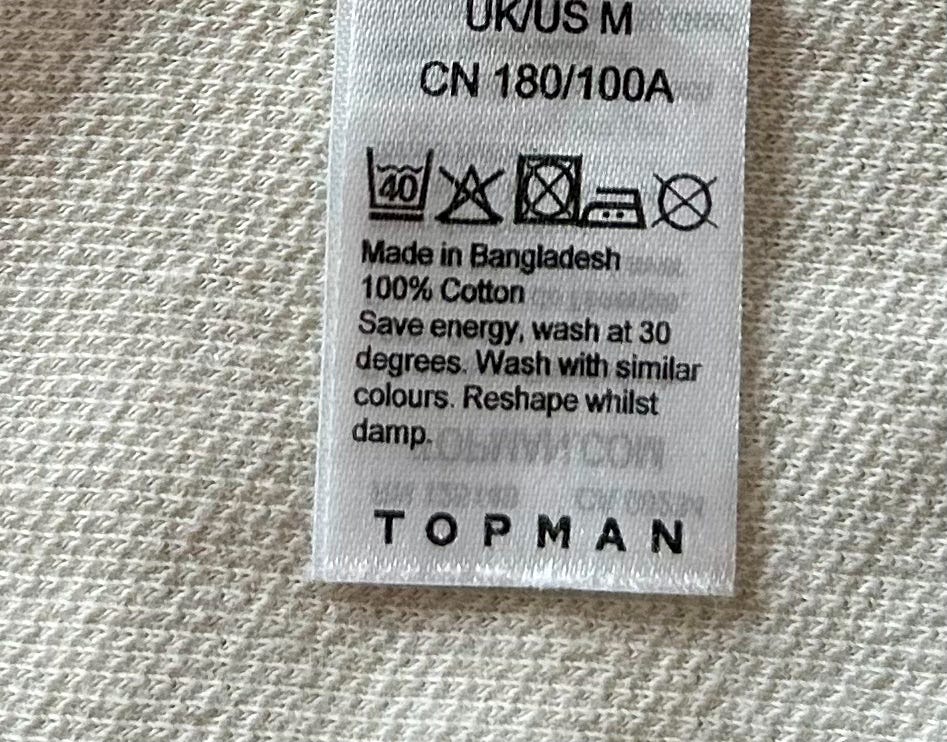 UK/US M
CN 180/100A
40
Made in Bangladesh
100% Cotton
Save energy, wash at 30
degrees. Wash with similar
colours. Reshape whilst
damp.
TOPMAN